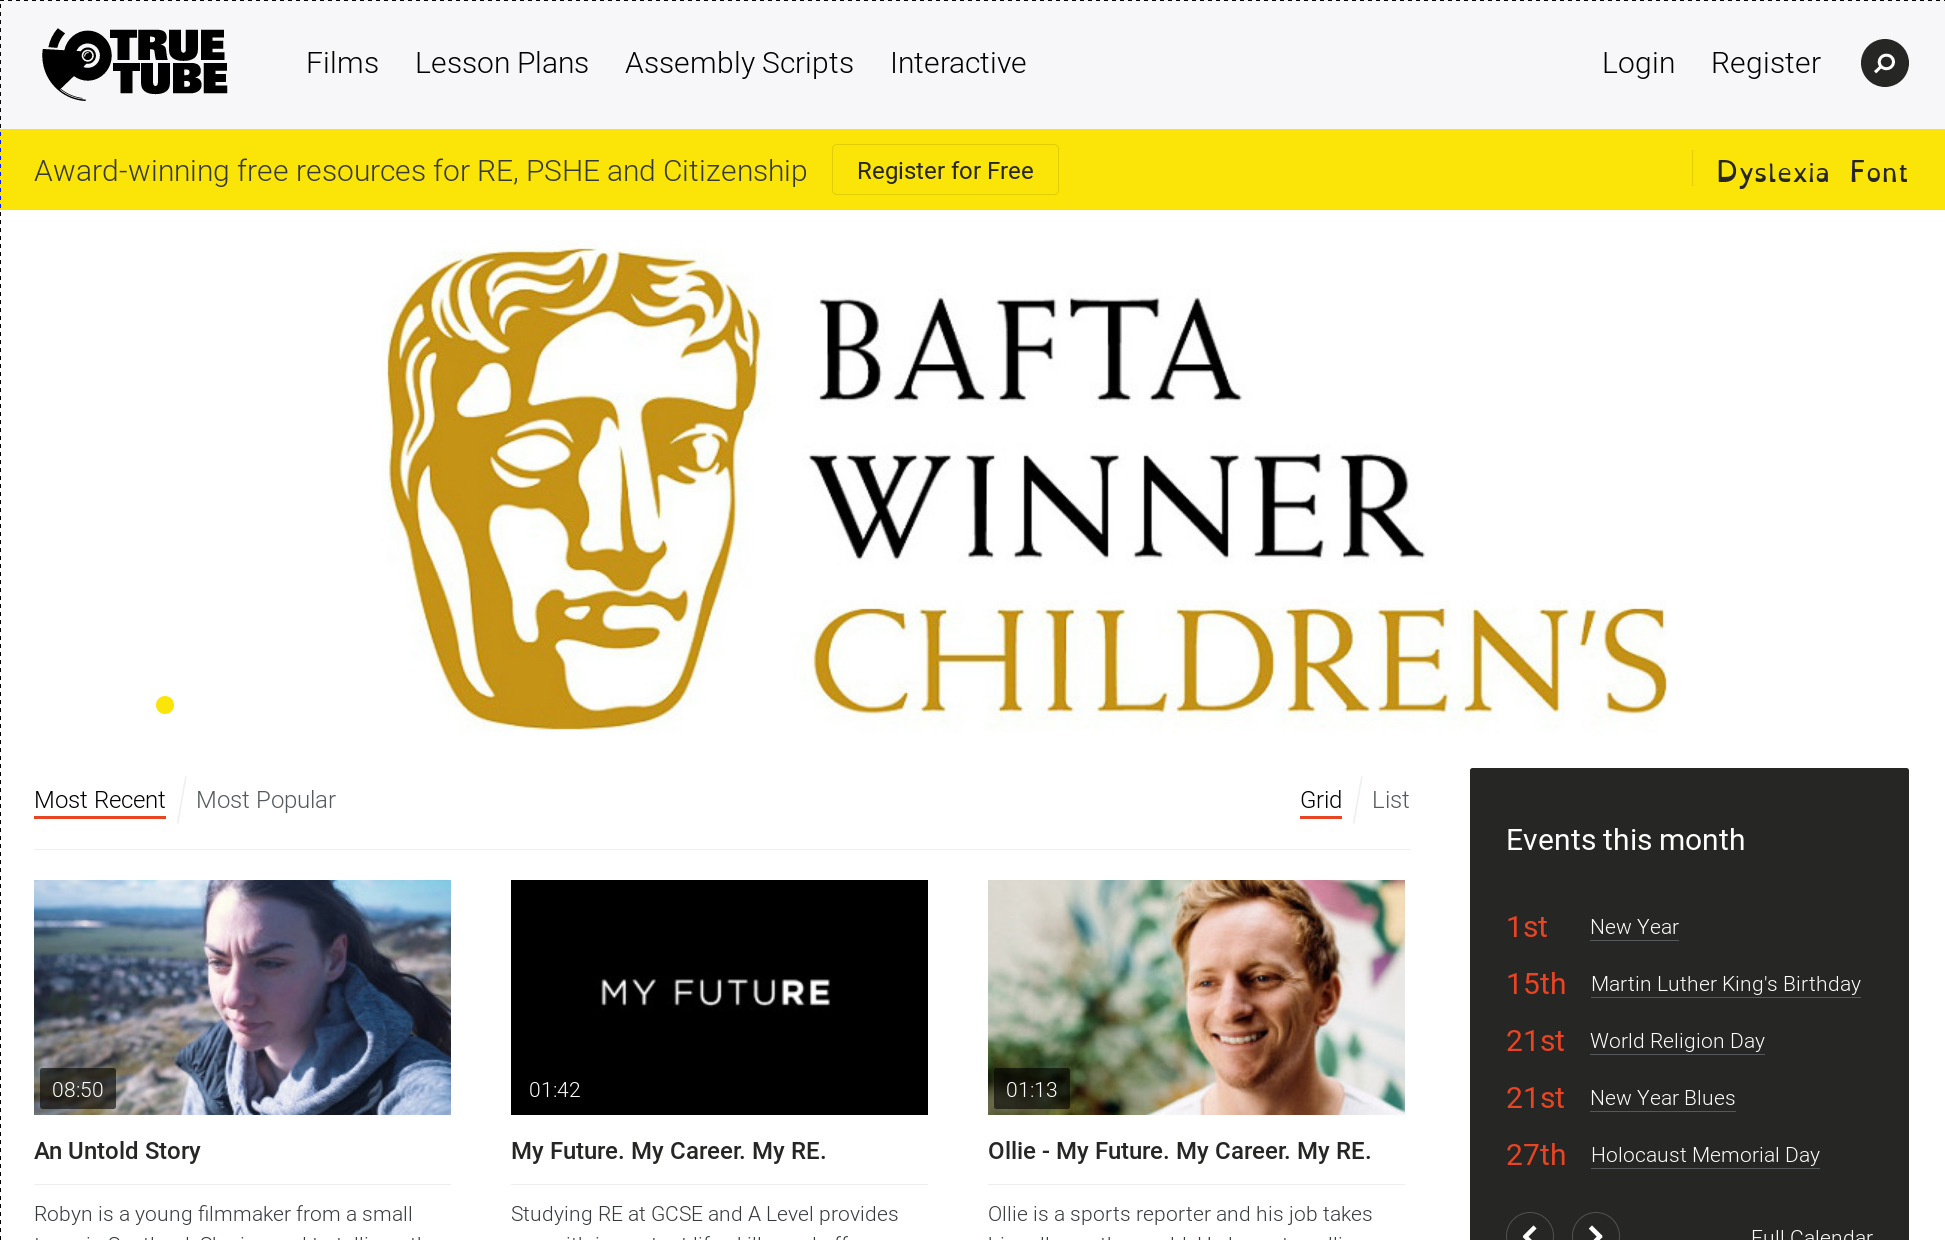 TRUE
TUBE
Films
Lesson Plans
Assembly Scripts
Interactive
Login
Register
Award-winning free resources for RE, PSHE and Citizenship
Register for Free
Dyslexia Font
BAFTA
WINNER
CHILDREN'S
Most Recent
Most Popular
Grid
List
08:50
An Untold Story
Robyn is a young filmmaker from a small
MY FUTURE
01:42
My Future. My Career. My RE.
Studying RE at GCSE and A Level provides
01:13
Ollie - My Future. My Career. My RE.
Ollie is a sports reporter and his job takes
Events this month
1st New Year
15th Martin Luther King's Birthday
21st World Religion Day
21st New Year Blues
27th Holocaust Memorial Day
Full Calendar